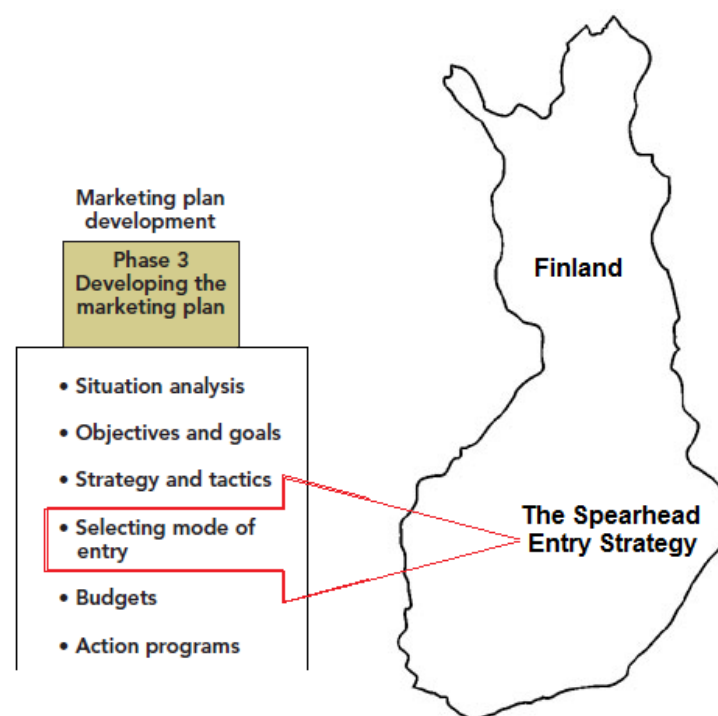 Marketing plan
development
Phase 3
Developing the
marketing plan
• Situation analysis
• Objectives and goals
• Strategy and tactics
• Selecting mode of
entry
• Budgets
• Action programs
Finland
The Spearhead
Entry Strategy